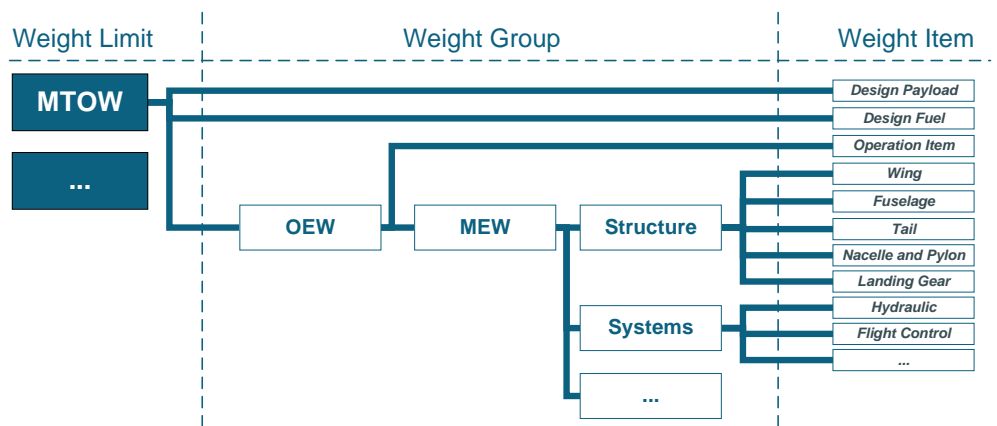 Weight Limit
Weight Group
Weight Item
MTOW
...
OEW
MEW
Structure
Systems
...
Design Payload
Design Fuel
Operation Item
Wing
Fuselage
Tail
Nacelle and Pylon
Landing Gear
Hydraulic
Flight Control
...